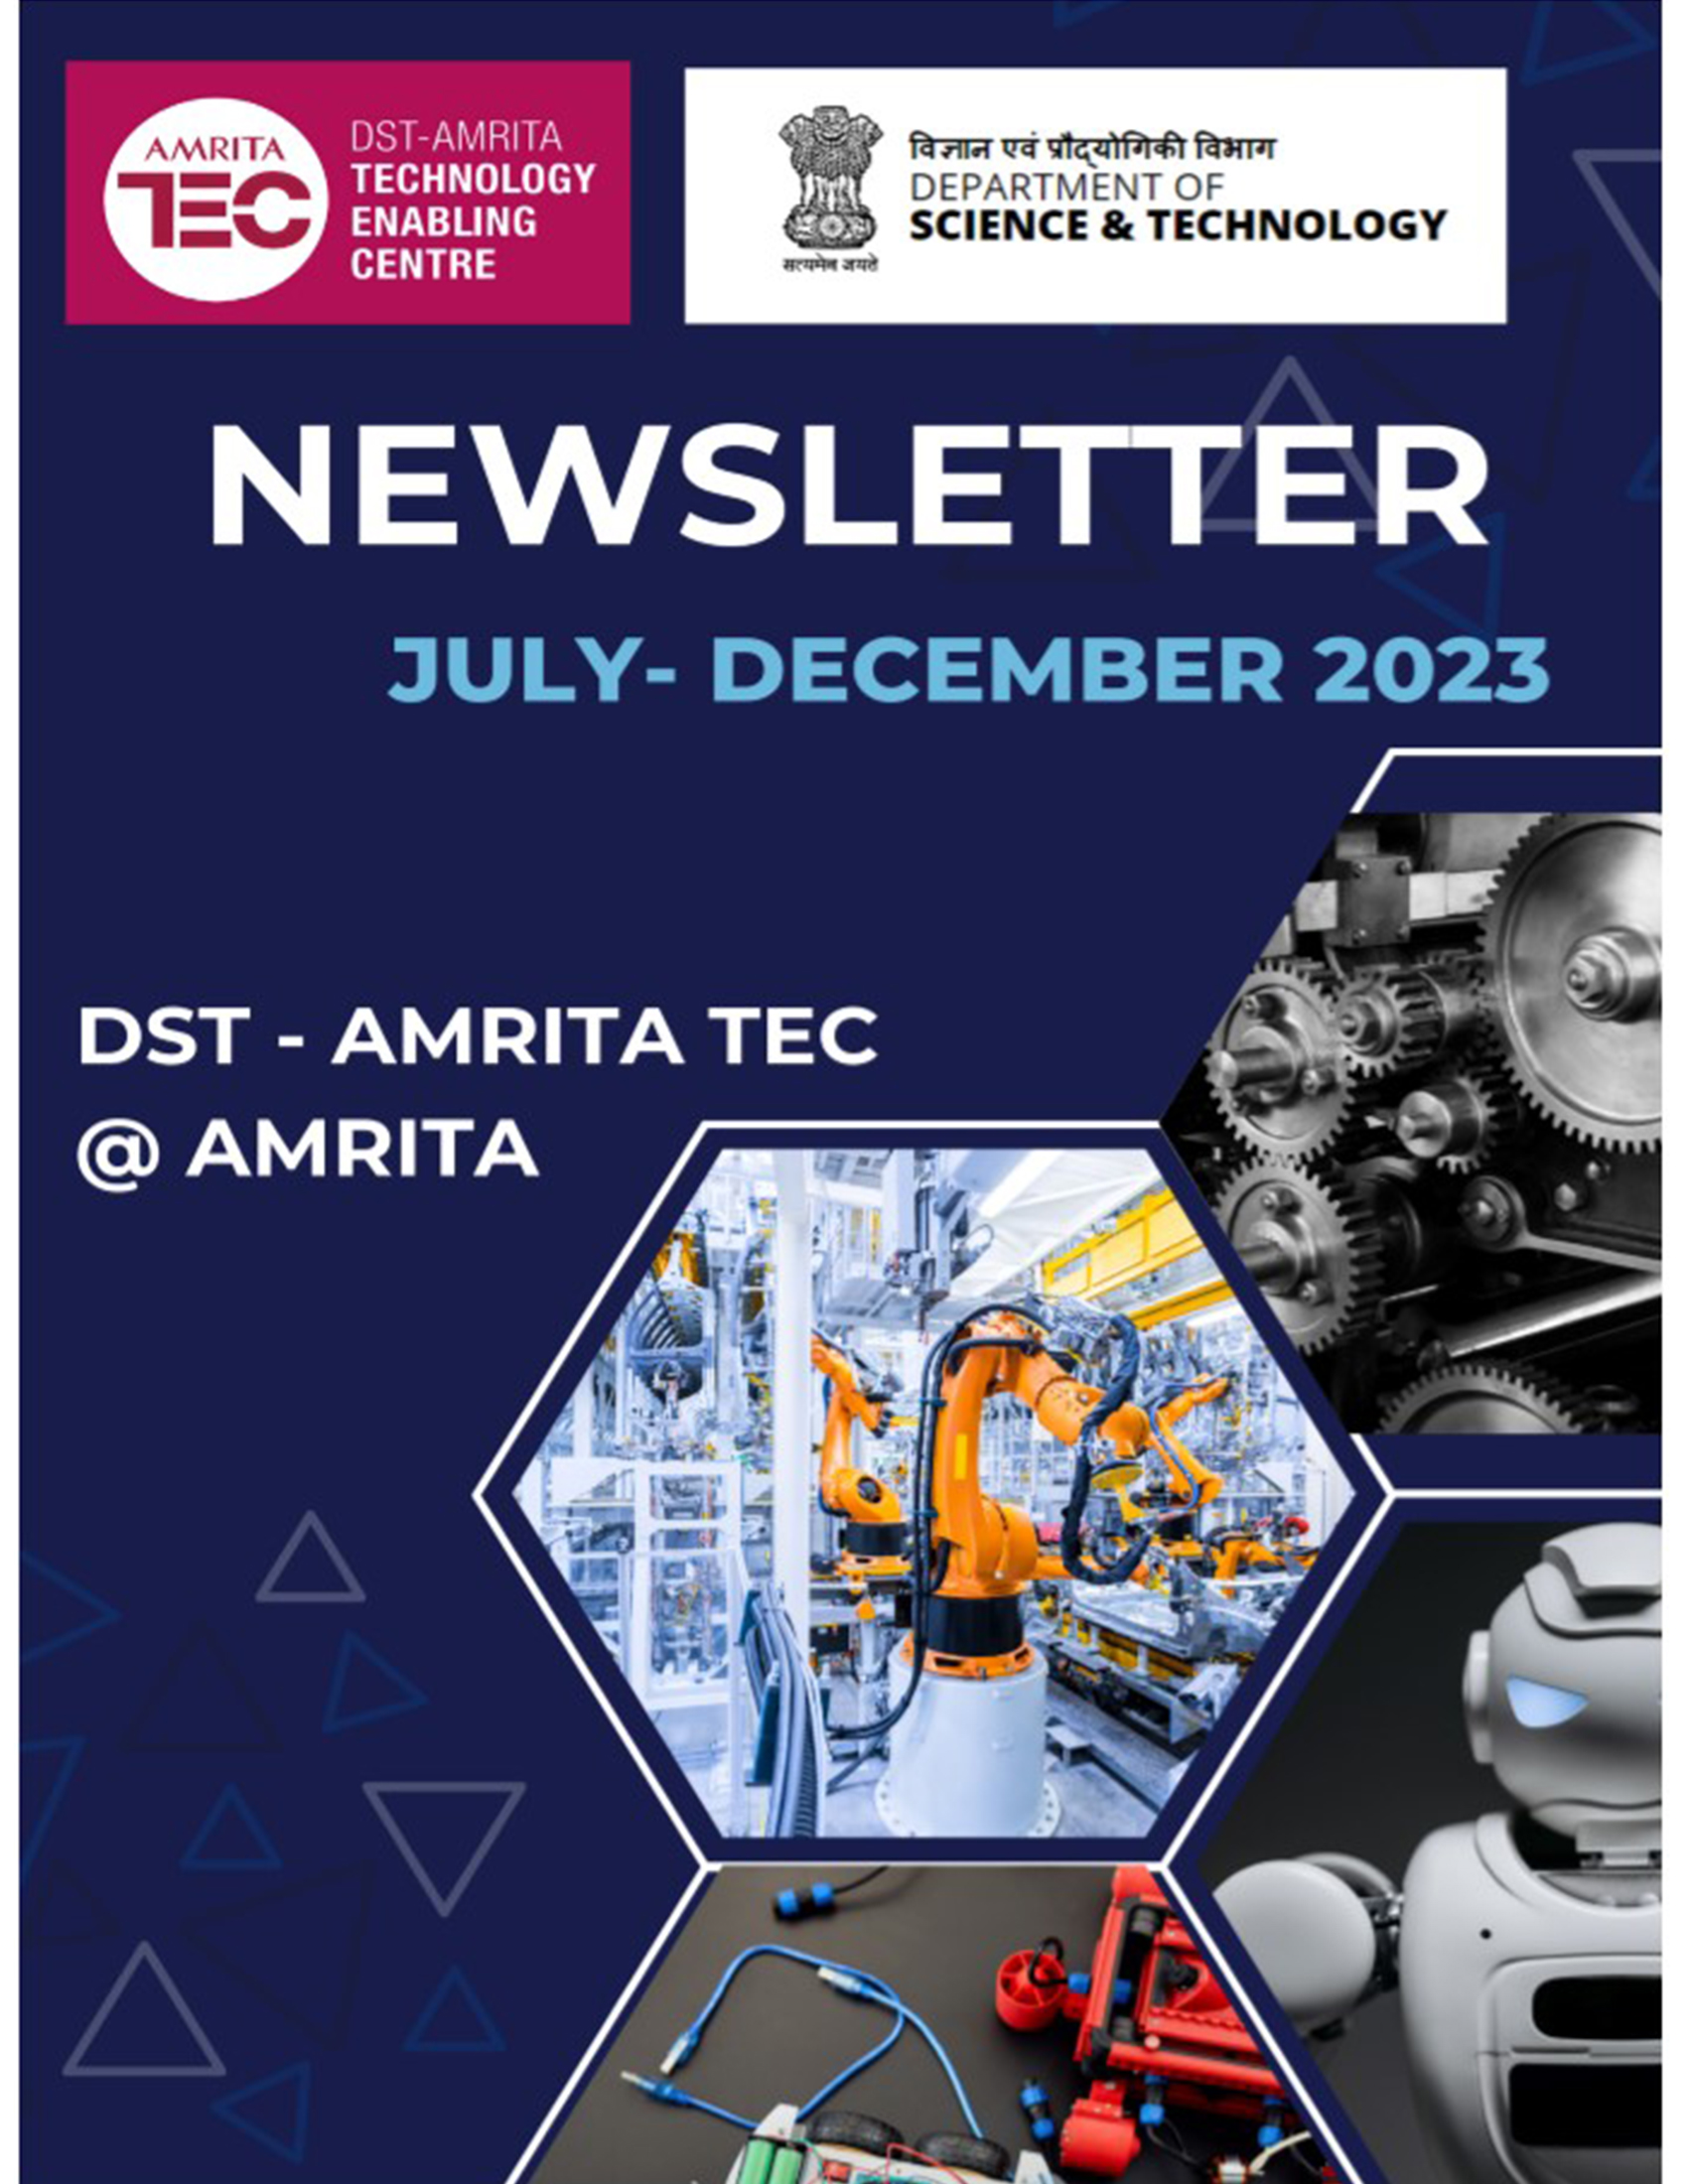 AMRITA
TEC
DST-AMRITA
TECHNOLOGY
ENABLING
CENTRE
विज्ञान एवं प्रौद्योगिकी विभाग
DEPARTMENT OF
SCIENCE & TECHNOLOGY
सत्यमेव जयते
NEWSLETTER
JULY- DECEMBER 2023
DST - AMRITA TEC
@ AMRITA